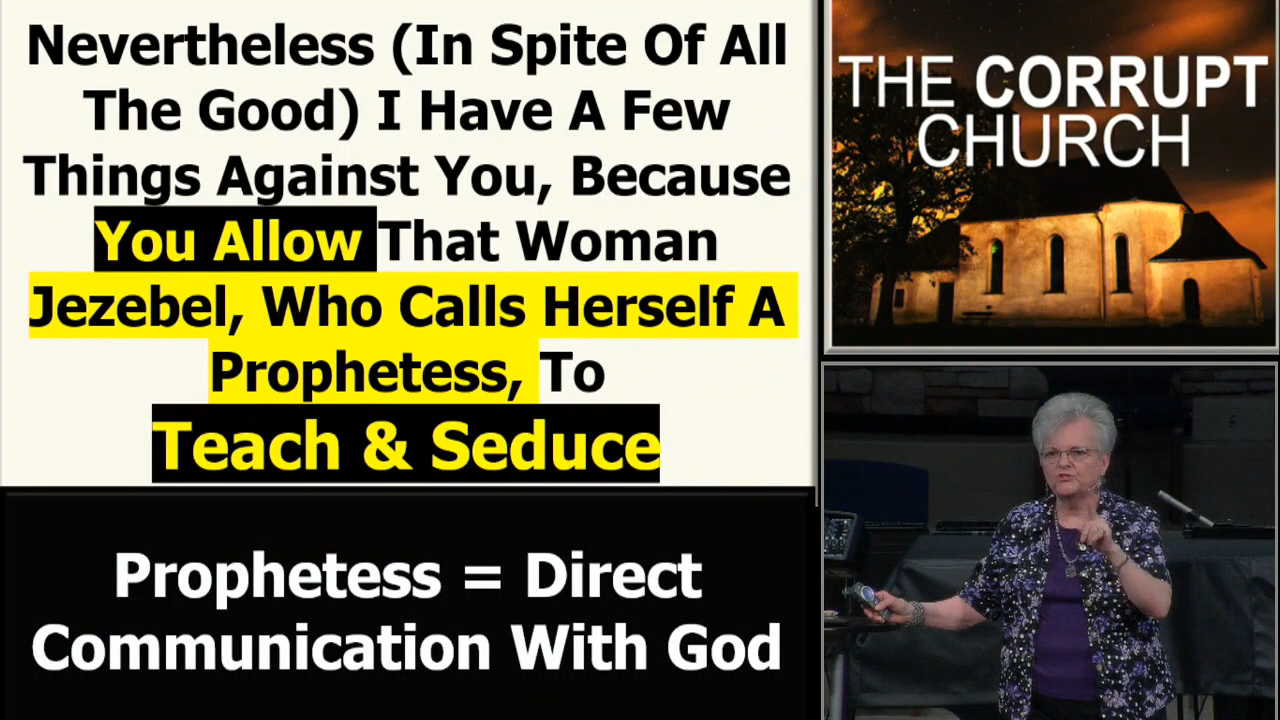 Nevertheless (In Spite Of All
The Good) I Have A Few
Things Against You, Because
You Allow That Woman
Jezebel, Who Calls Herself A
Prophetess, To
Teach & Seduce
Prophetess = Direct
Communication With God
THE CORRUPT
CHURCH